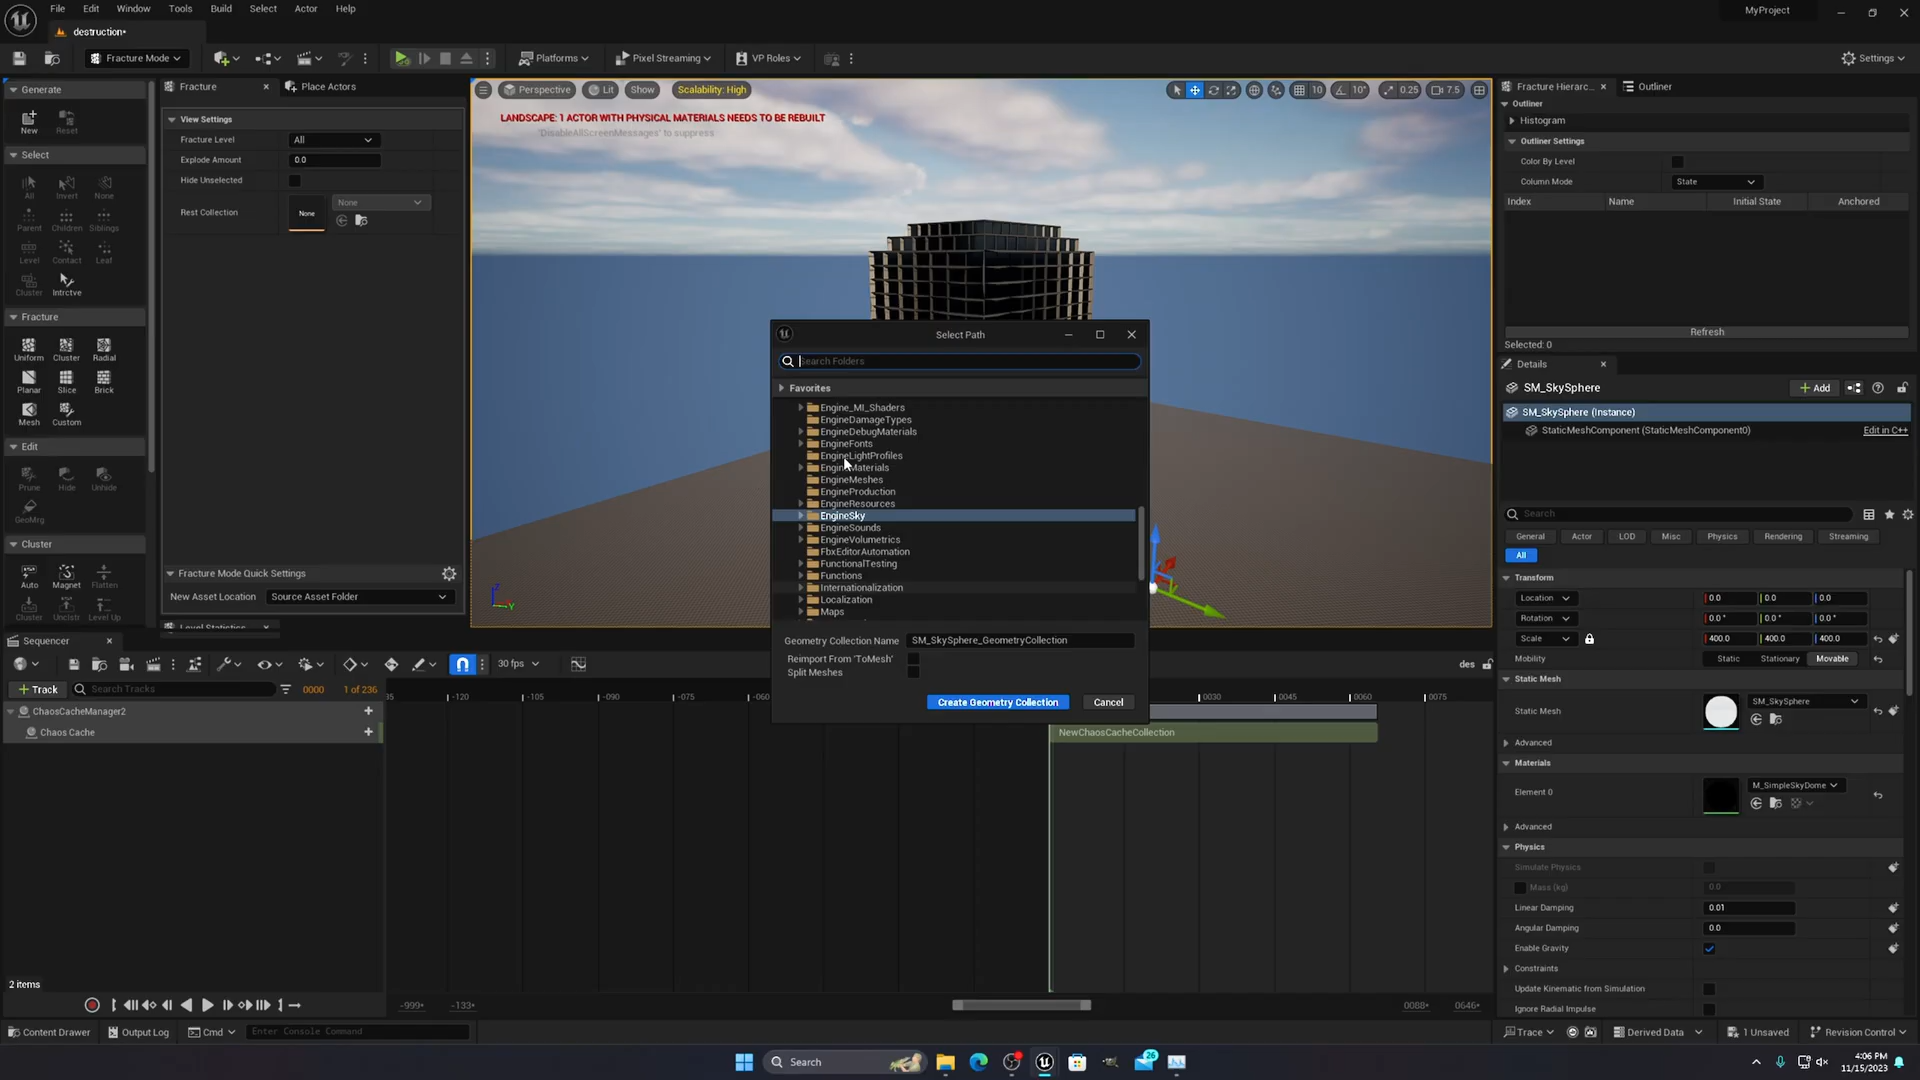 File Edit Window Tools Build Select Actor Help
MyProject
destruction•
Fracture Mode
Platforms
Pixel Streaming
VP Roles
Settings
Generate
New
Reset
Select
All
Invert
None
Parent
Children
Siblings
Level
Contact
Leaf
Cluster
Intrctve
Fracture
Uniform
Cluster
Radial
Planar
Slice
Brick
Mesh
Custom
Edit
Prune
Hide
Unhide
GeoMrg
Cluster
Auto
Magnet
Flatten
Cluster
Unclstr
Level Up
Fracture
Place Actors
View Settings
Fracture Level
All
Explode Amount
0.0
Hide Unselected
Rest Collection
None
None
Fracture Mode Quick Settings
New Asset Location
Source Asset Folder
Level Statistics
Perspective
Lit
Show
Scalability: High
10
10°
0.25
7.5
LANDSCAPE: 1 ACTOR WITH PHYSICAL MATERIALS NEEDS TO BE REBUILT
'DisableAllScreenMessages' to suppress
Select Path
Search Folders
Favorites
Engine_MI_Shaders
EngineDamageTypes
EngineDebugMaterials
EngineFonts
EngineLightProfiles
EngineMaterials
EngineMeshes
EngineProduction
EngineResources
EngineSky
EngineSounds
EngineVolumetrics
FbxEditorAutomation
FunctionalTesting
Functions
Internationalization
Localization
Maps
Geometry Collection Name
SM_SkySphere_GeometryCollection
Reimport From 'ToMesh'
Split Meshes
Create Geometry Collection
Cancel
Fracture Hierarc...
Outliner
Outliner
Histogram
Outliner Settings
Color By Level
Column Mode
State
Index
Name
Initial State
Anchored
Refresh
Selected: 0
Details
SM_SkySphere
Add
SM_SkySphere (Instance)
StaticMeshComponent (StaticMeshComponent0)
Edit in C++
Search
General
Actor
LOD
Misc
Physics
Rendering
Streaming
All
Transform
Location
0.0
0.0
0.0
Rotation
0.0 °
0.0 °
0.0 °
Scale
400.0
400.0
400.0
Mobility
Static
Stationary
Movable
Static Mesh
Static Mesh
SM_SkySphere
Advanced
Materials
Element 0
M_SimpleSkyDome
Advanced
Physics
Simulate Physics
Mass (kg)
0.0
Linear Damping
0.01
Angular Damping
0.0
Enable Gravity
Constraints
Update Kinematic from Simulation
Ignore Radial Impulse
Sequencer
30 fps
des
Track
Search Tracks
0000
1 of 236
-120
-105
-090
-075
-060
0030
0045
0060
0075
ChaosCacheManager2
Chaos Cache
NewChaosCacheCollection
2 items
-999+
-133+
0088+
0646+
Content Drawer
Output Log
Cmd
Enter Console Command
Trace
Derived Data
1 Unsaved
Revision Control
Search
26
4:06 PM
11/15/2023